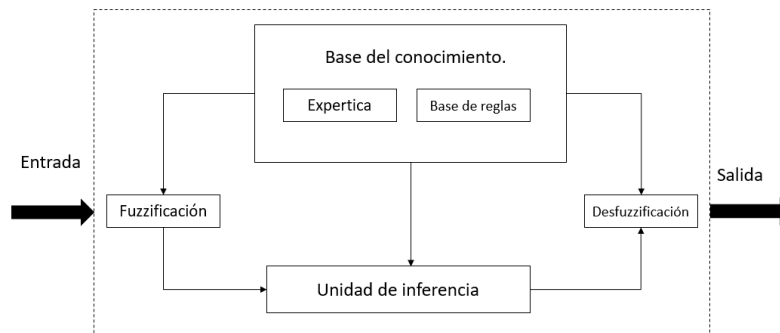 Base del conocimiento.
Expertica
Base de reglas
Entrada
Salida
Fuzzificación
Desfuzzificación
Unidad de inferencia